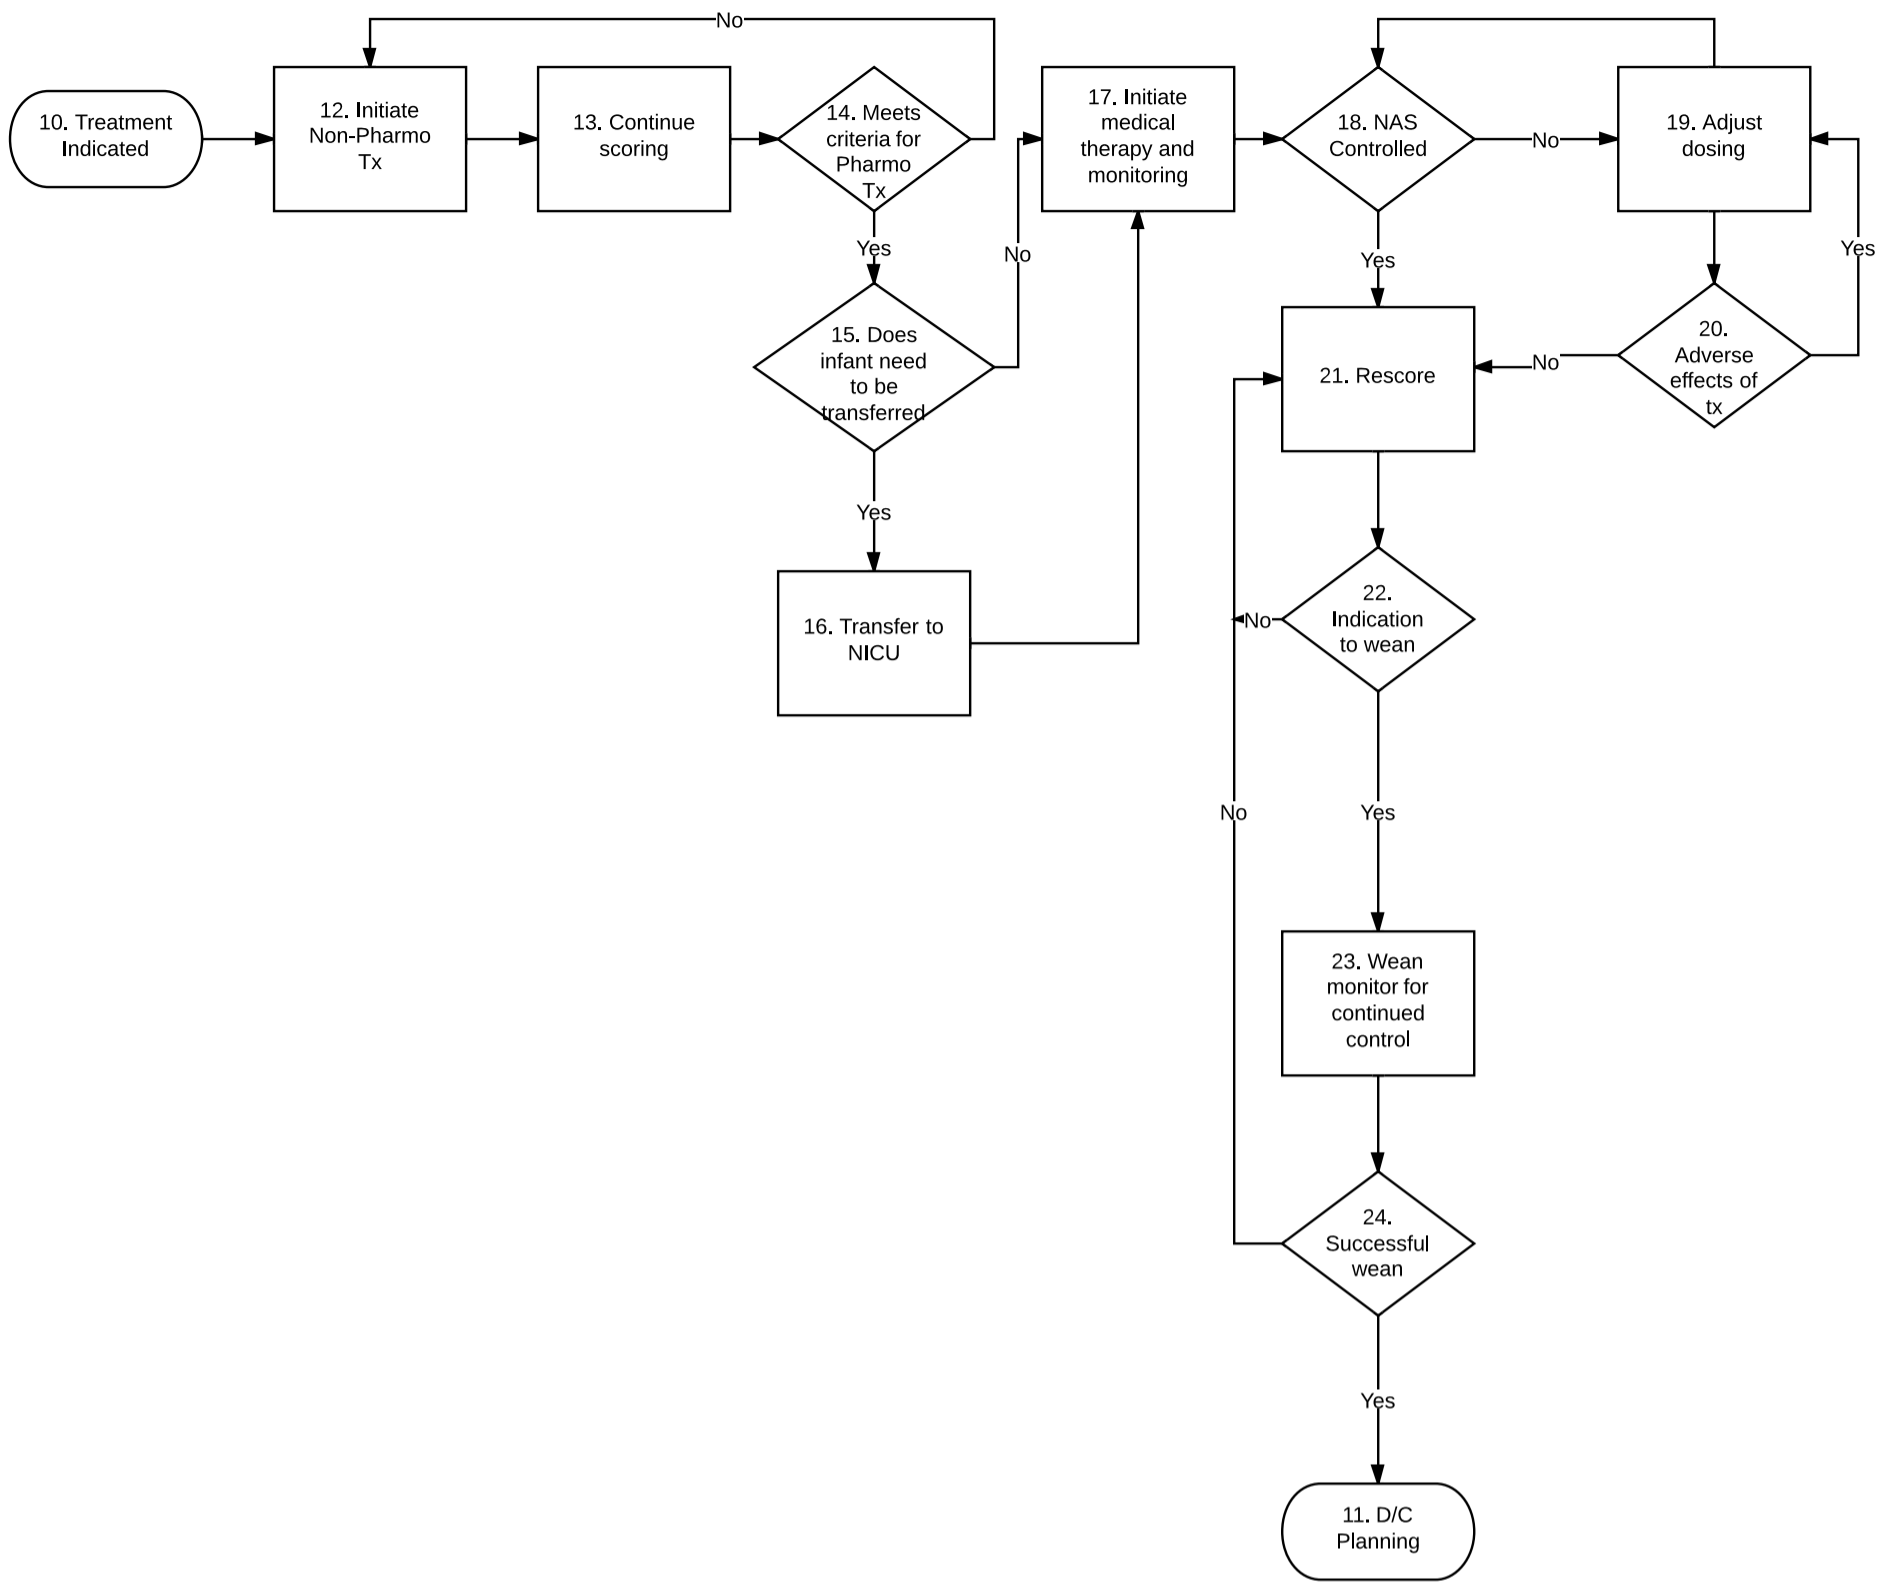 No
10. Treatment
Indicated
12. Initiate
Non-Pharmo
Tx
13. Continue
scoring
14. Meets
criteria for
Pharmo
Tx
17. Initiate
medical
therapy and
monitoring
18. NAS
Controlled
No
19. Adjust
dosing
Yes
No
Yes
Yes
15. Does
infant need
to be
transferred
21. Rescore
No
20.
Adverse
effects of
tx
Yes
16. Transfer to
NICU
No
22.
Indication
to wean
No
Yes
23. Wean
monitor for
continued
control
24.
Successful
wean
Yes
11. D/C
Planning